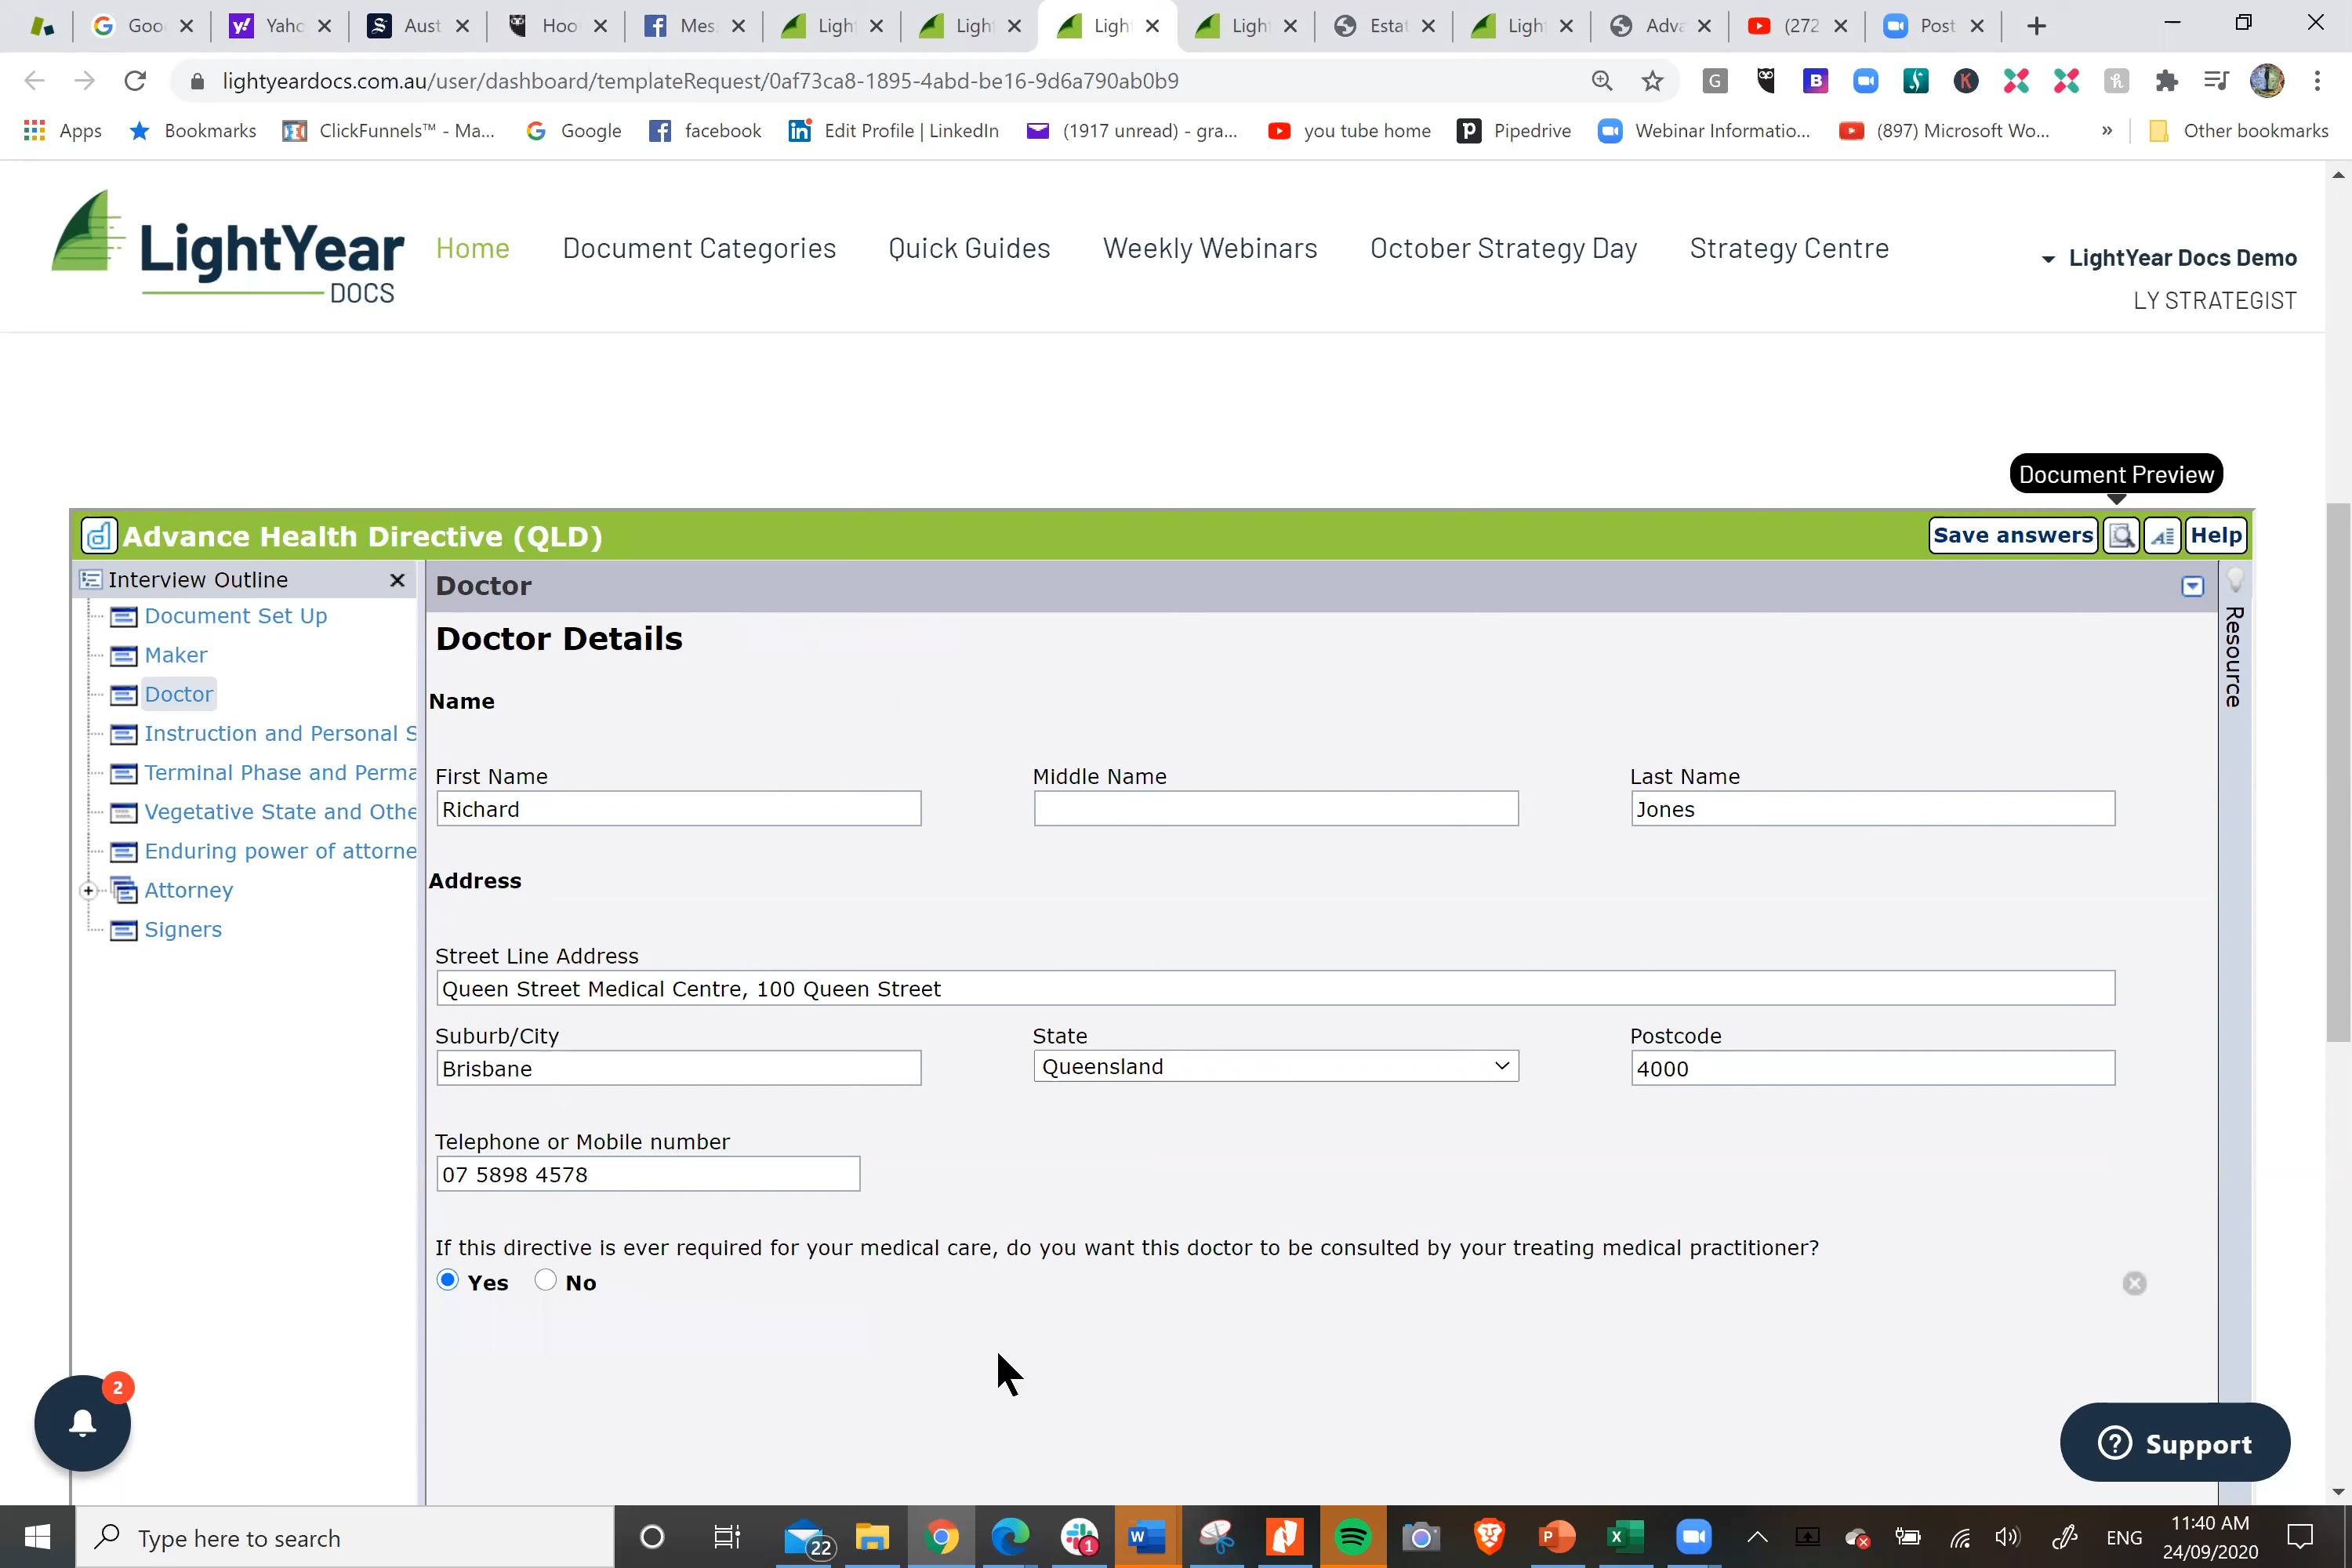 Goo
Yaho
Aust
Hoo
Mes
Light
Light
Light
Light
Estat
Light
Adva
(272
Post
lightyeardocs.com.au/user/dashboard/templateRequest/0af73ca8-1895-4abd-be16-9d6a790ab0b9
Apps
Bookmarks
ClickFunnels™ - Ma...
Google
facebook
Edit Profile | LinkedIn
(1917 unread) - gra...
you tube home
Pipedrive
Webinar Informatio...
(897) Microsoft Wo...
»
Other bookmarks
LightYear
DOCS
Home
Document Categories
Quick Guides
Weekly Webinars
October Strategy Day
Strategy Centre
LightYear Docs Demo
LY STRATEGIST
Document Preview
Advance Health Directive (QLD)
Save answers
Help
Interview Outline
Document Set Up
Maker
Doctor
Instruction and Personal S
Terminal Phase and Perma
Vegetative State and Othe
Enduring power of attorne
Attorney
Signers
Doctor
Resource
Doctor Details
Name
First Name
Middle Name
Last Name
Richard
Jones
Address
Street Line Address
Queen Street Medical Centre, 100 Queen Street
Suburb/City
State
Postcode
Brisbane
Queensland
4000
Telephone or Mobile number
07 5898 4578
If this directive is ever required for your medical care, do you want this doctor to be consulted by your treating medical practitioner?
Yes
No
2
Support
Type here to search
22
1
ENG
11:40 AM
24/09/2020